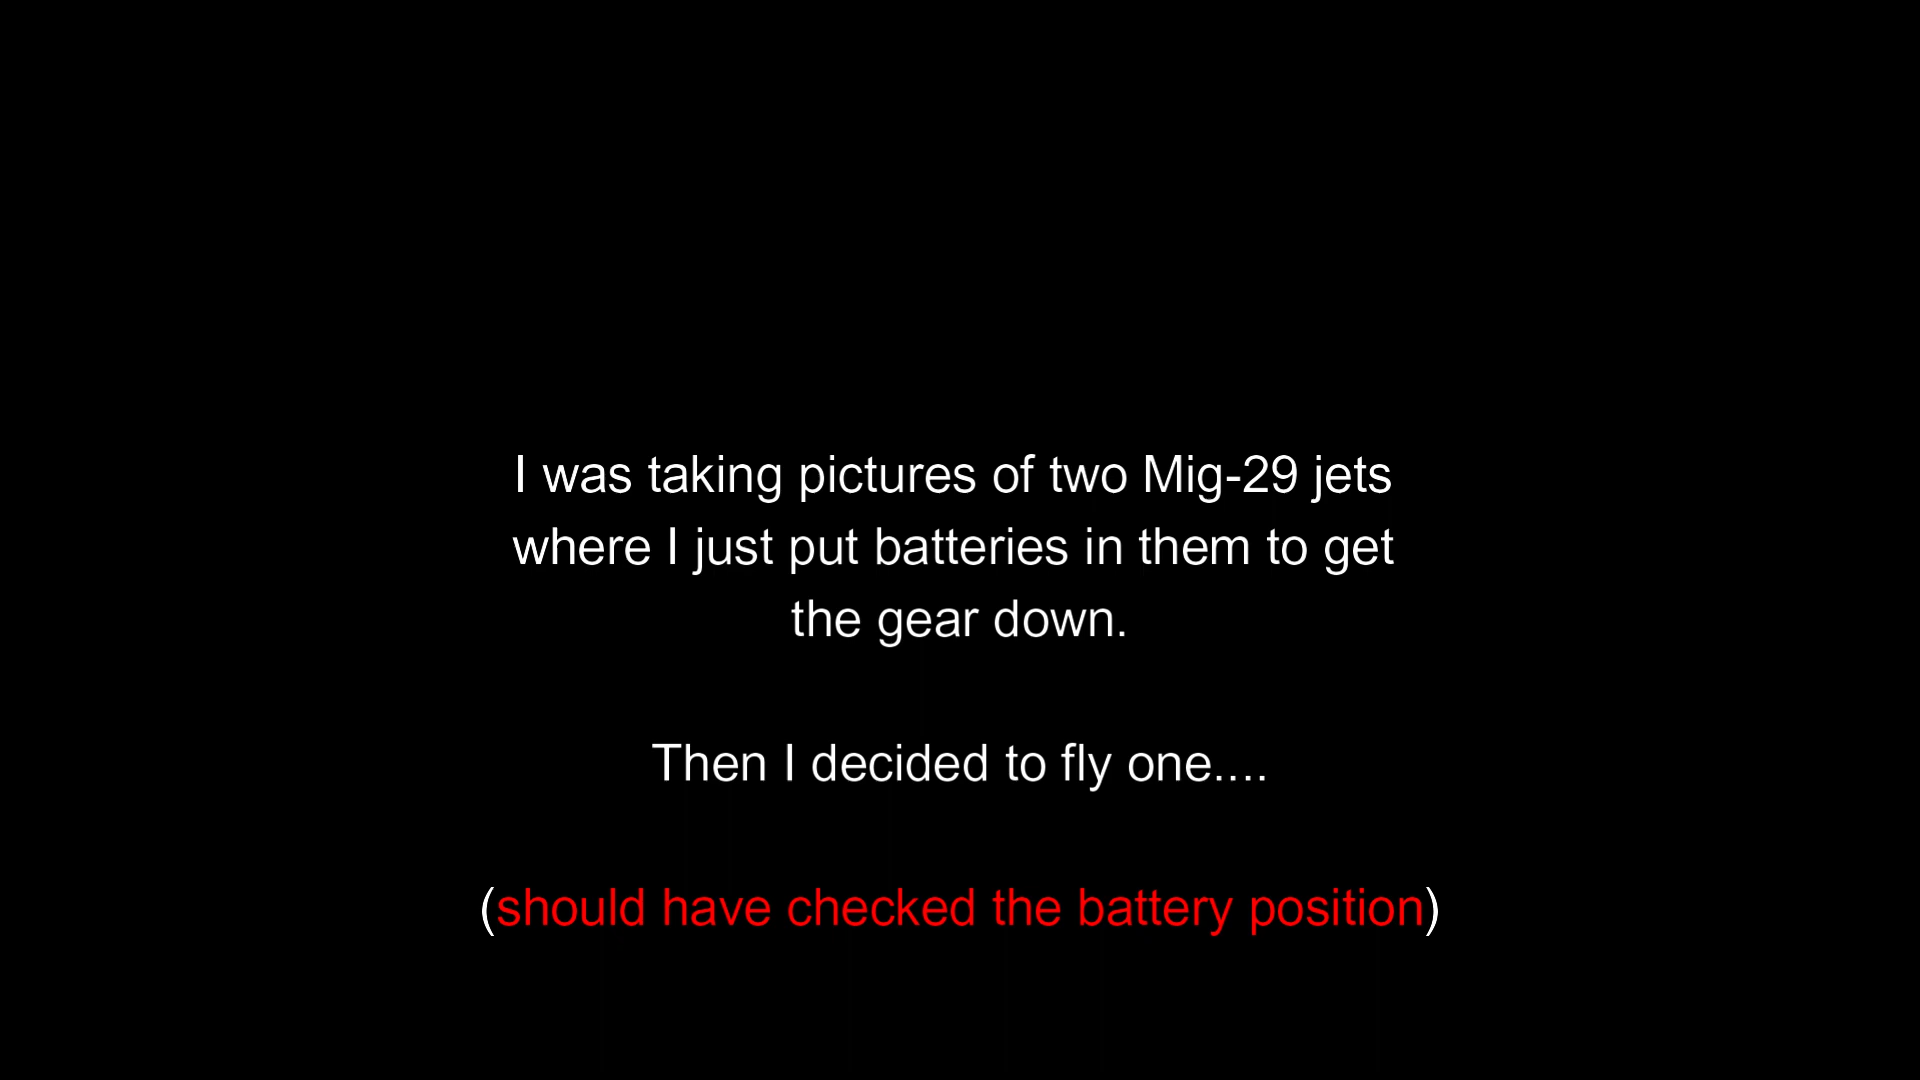 I was taking pictures of two Mig-29 jets
where I just put batteries in them to get
the gear down.
Then I decided to fly one....
(should have checked the battery position)